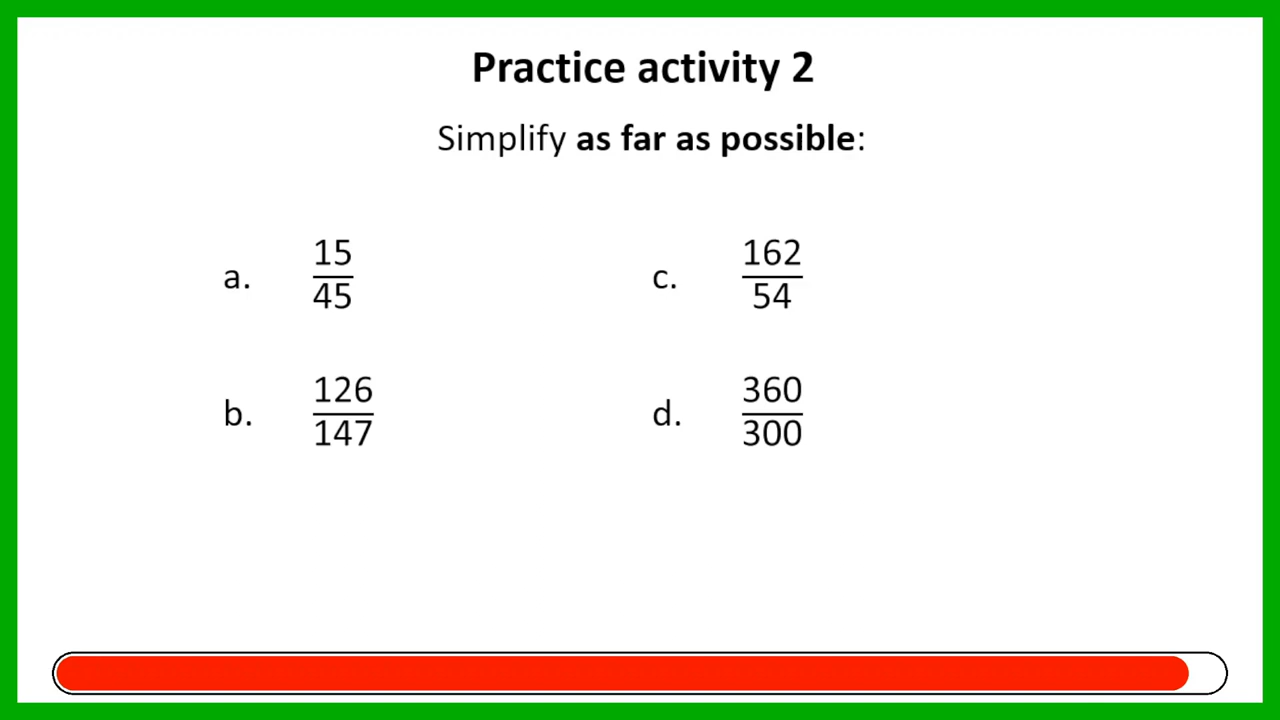 Practice activity 2
Simplify as far as possible:
a. 15/45
b. 126/147
c. 162/54
d. 360/300